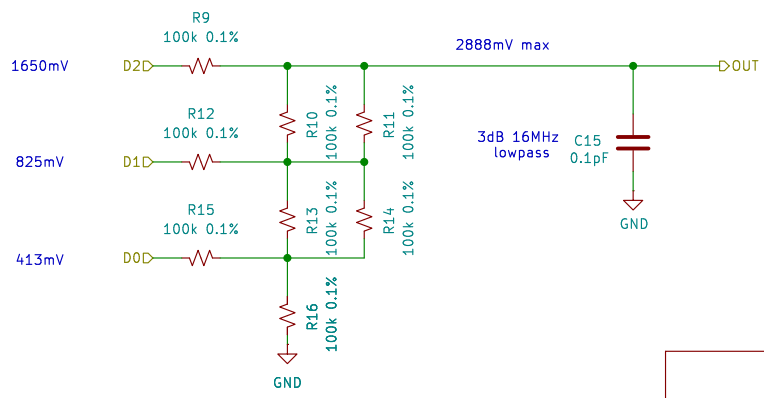 R9
100k 0.1%
2888mV max
1650mV
D2
OUT
R10
100k 0.1%
R11
100k 0.1%
R12
100k 0.1%
3dB 16MHz
lowpass
C15
0.1pF
825mV
D1
GND
R13
100k 0.1%
R14
100k 0.1%
R15
100k 0.1%
413mV
D0
R16
100k 0.1%
GND